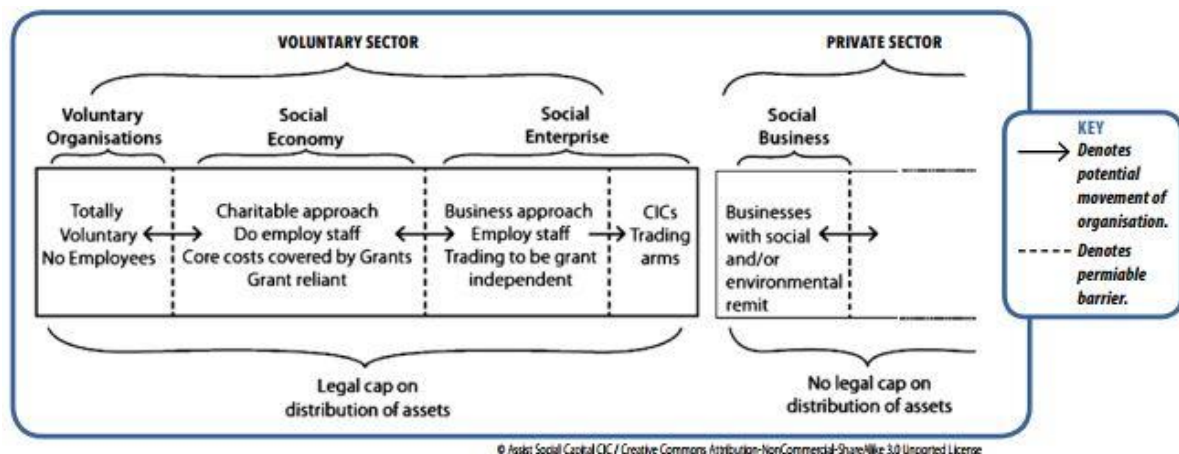 VOLUNTARY SECTOR
PRIVATE SECTOR
Voluntary
Organisations
Social
Economy
Social
Enterprise
Social
Business
Totally
Voluntary
No Employees
Charitable approach
Do employ staff
Core costs covered by Grants
Grant reliant
Business approach
Employ staff
Trading to be grant
independent
CICs
Trading
arms
Businesses
with social
and/or
environmental
remit
Legal cap on
distribution of assets
No legal cap on
distribution of assets
KEY
Denotes
potential
movement of
organisation.
Denotes
permiable
barrier.
© Assist Social Capital CIC / Creative Commons Attribution-NonCommercial-ShareAlike 3.0 Unported License